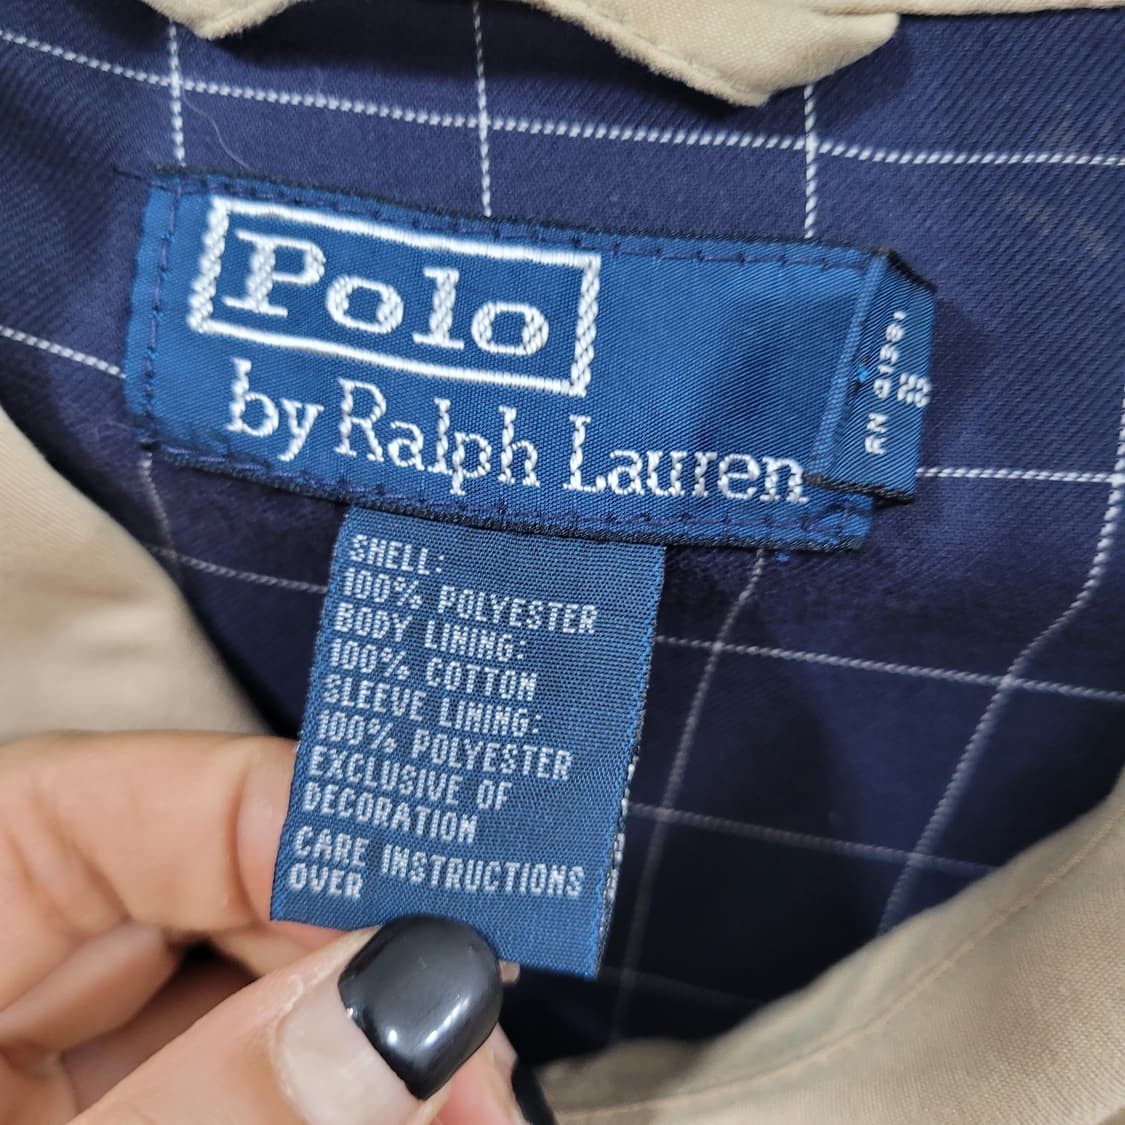 Polo
by Ralph Lauren
SHELL:
100% POLYESTER
BODY LINING:
100% COTTON
SLEEVE LINING:
100% POLYESTER
EXCLUSIVE OF
DECORATION
CARE INSTRUCTIONS
OVER
RN